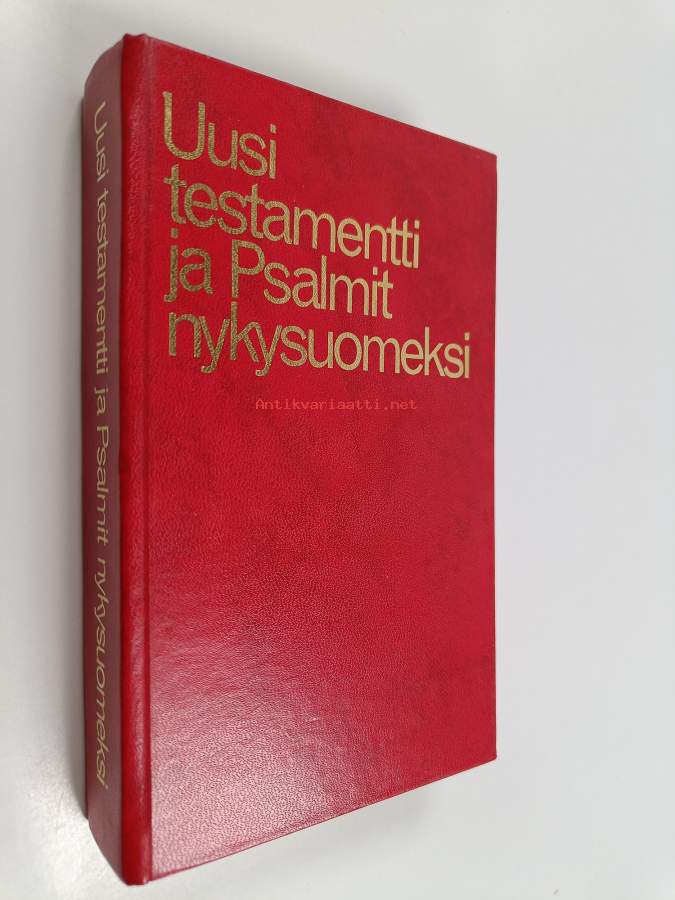 Uusi
testamentti
ja Psalmit
nykysuomeksi
Antikvariaatti.net
Uusi testamentti ja Psalmit nykysuomeksi